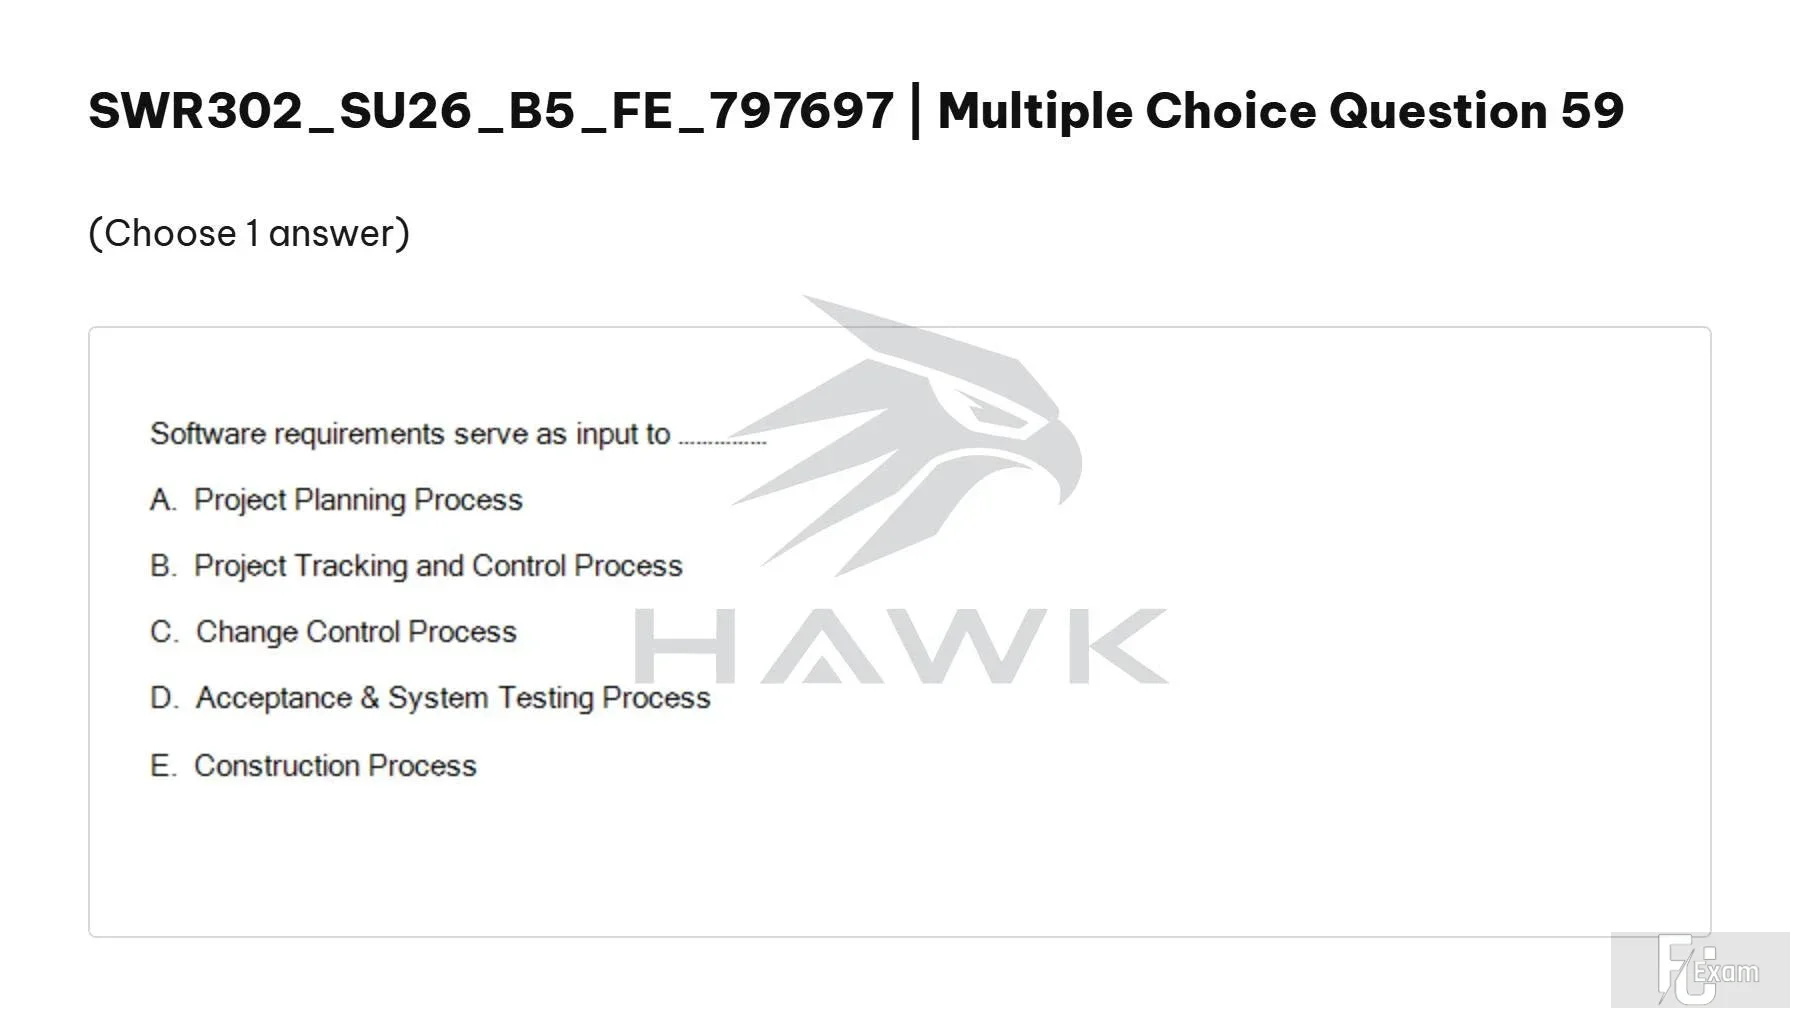 SWR302_SU26_B5_FE_797697 | Multiple Choice Question 59
(Choose 1 answer)
Software requirements serve as input to ...............
A. Project Planning Process
B. Project Tracking and Control Process
C. Change Control Process
D. Acceptance & System Testing Process
E. Construction Process
HAWK
FU Exam